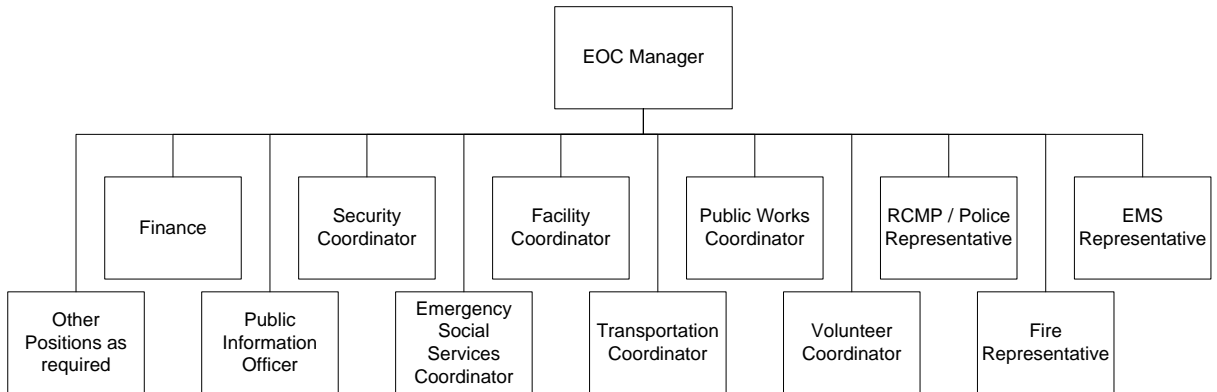 EOC Manager
Finance
Security
Coordinator
Facility
Coordinator
Public Works
Coordinator
RCMP / Police
Representative
EMS
Representative
Other
Positions as
required
Public
Information
Officer
Emergency
Social
Services
Coordinator
Transportation
Coordinator
Volunteer
Coordinator
Fire
Representative